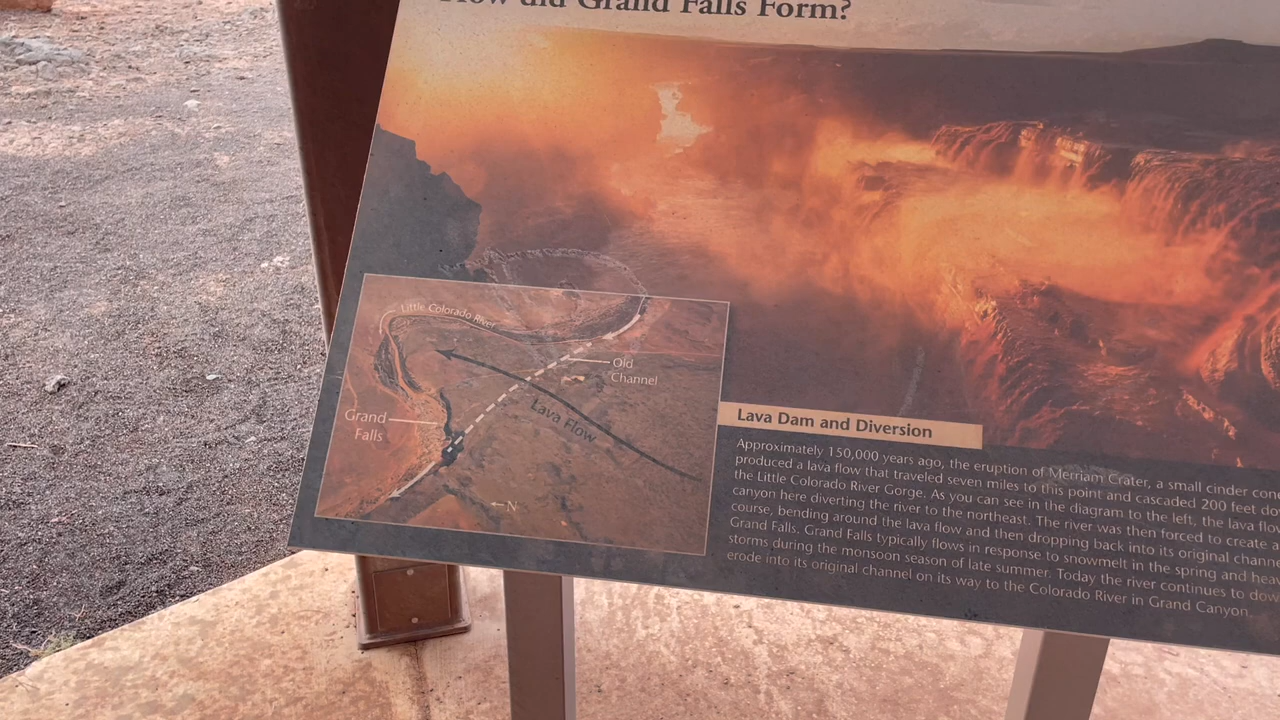 How did Grand Falls Form?
Little Colorado River
Old
Channel
Grand
Falls
Lava Flow
←N
Lava Dam and Diversion
Approximately 150,000 years ago, the eruption of Merriam Crater, a small cinder
produced a lava flow that traveled seven miles to this point and cascaded 200 feet
the Little Colorado River Gorge. As you can see in the diagram to the left, the lava
canyon here diverting the river to the northeast. The river was then forced to create a
course, bending around the lava flow and then dropping back into its original
Grand Falls. Grand Falls typically flows in response to snowmelt in the spring and
storms during the monsoon season of late summer. Today the river continues to
erode into its original channel on its way to the Colorado River in Grand Canyon.